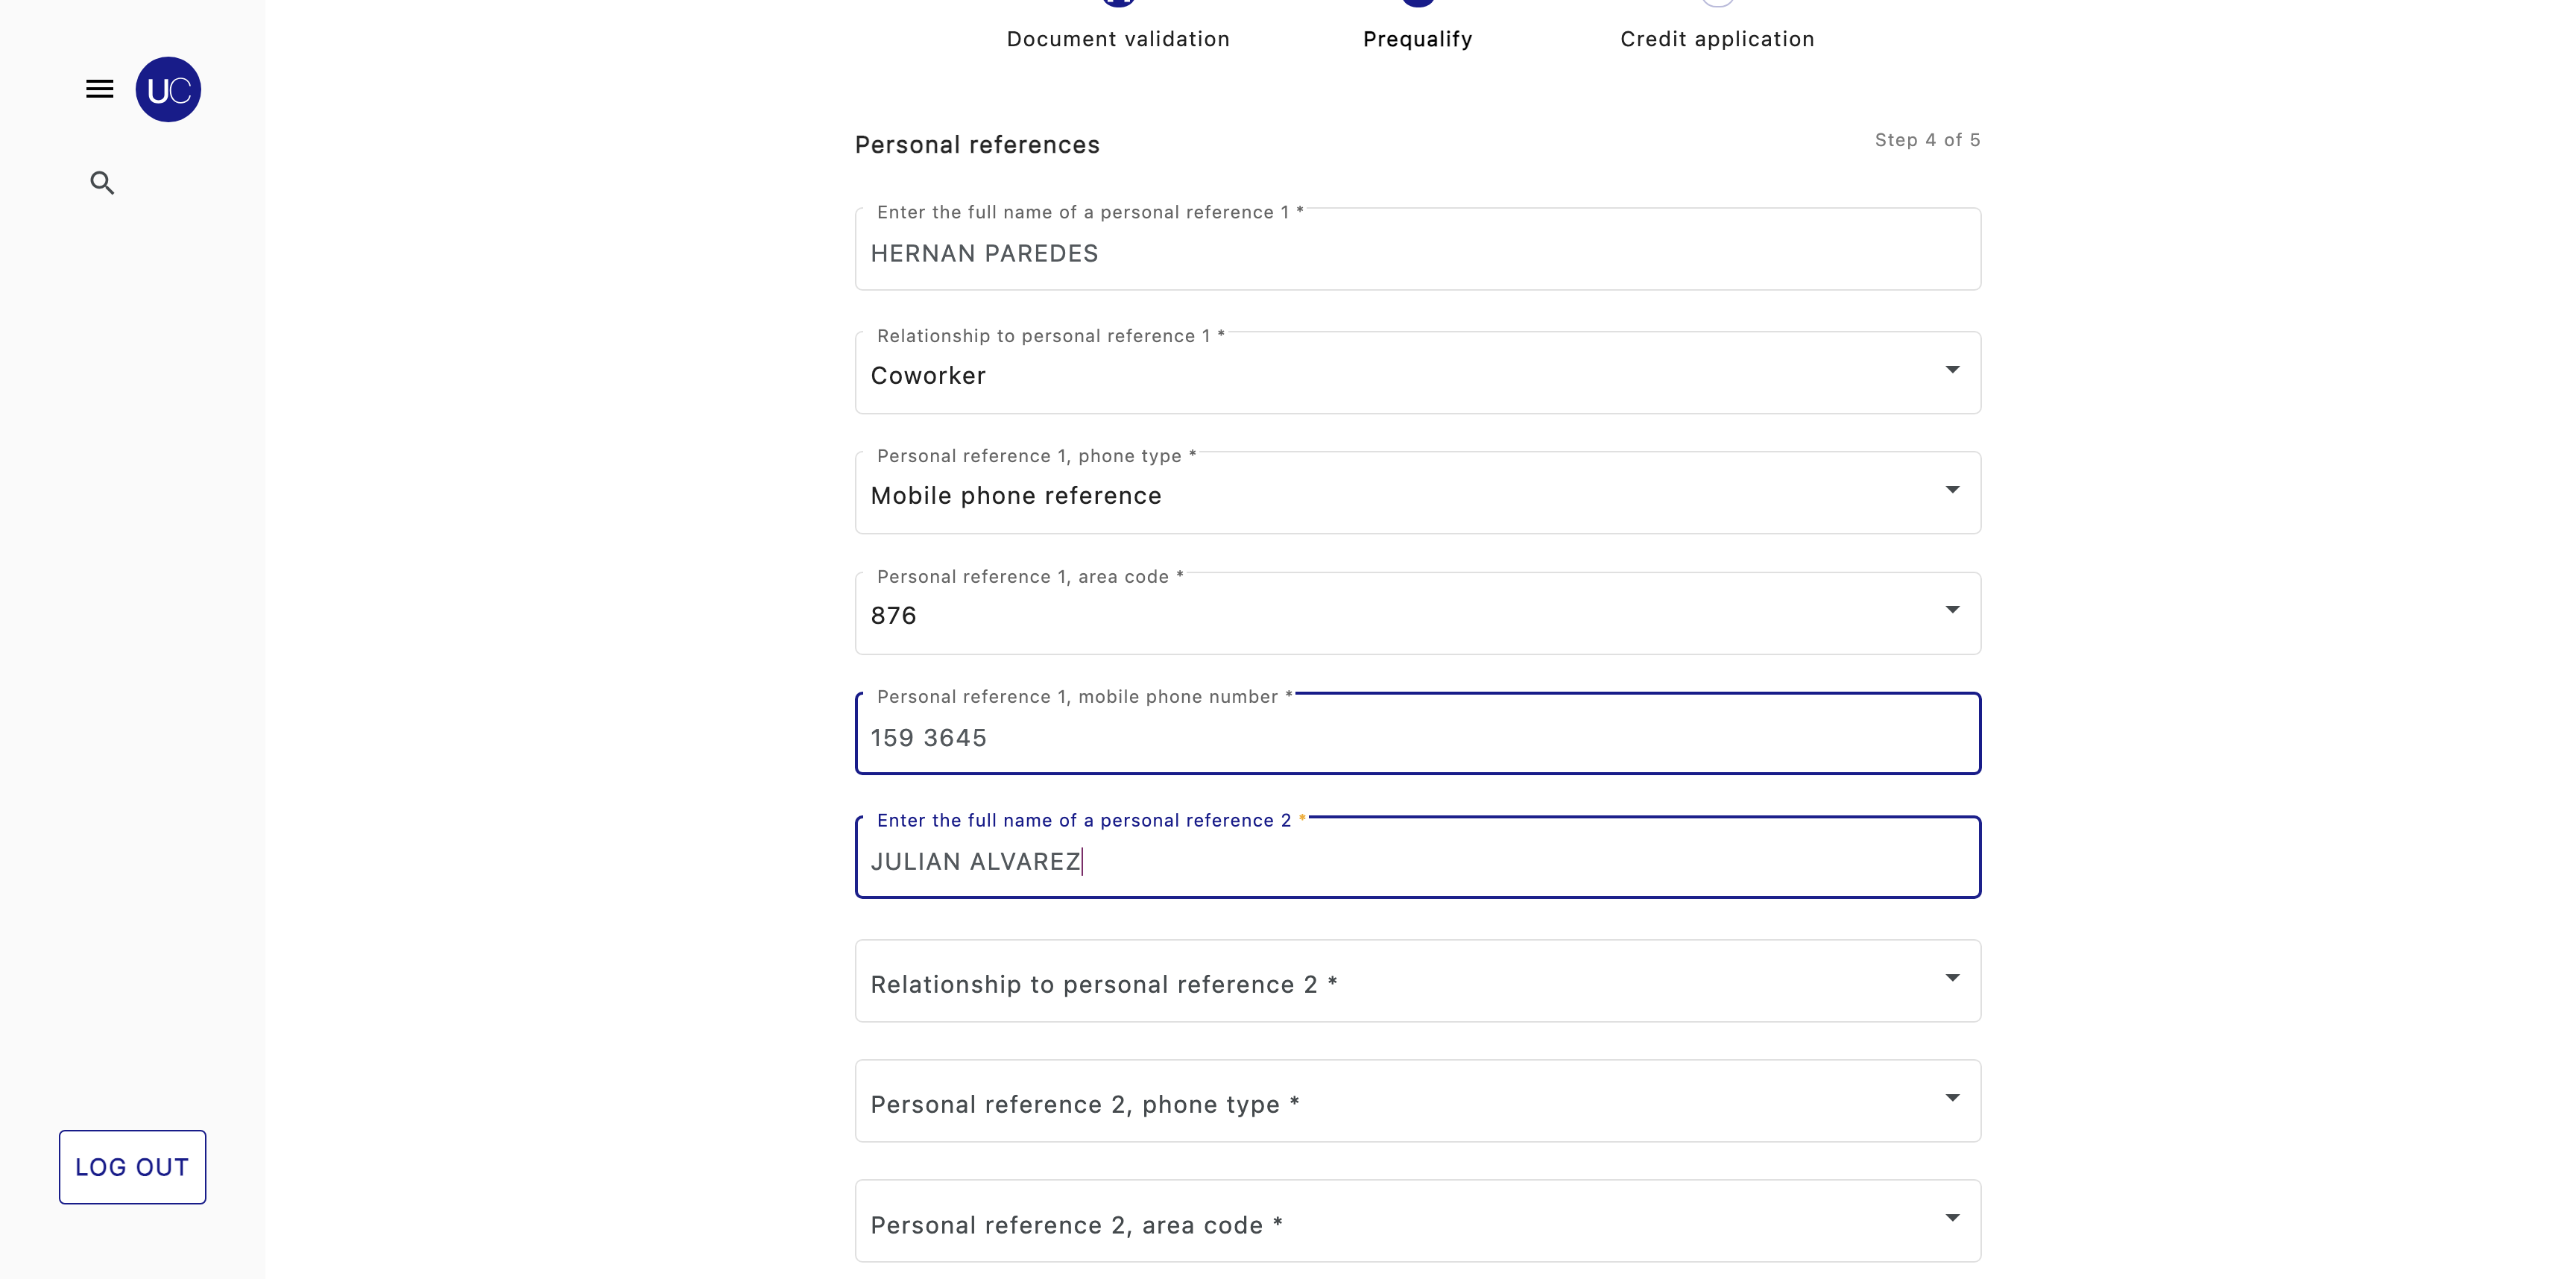 Document validation
Prequalify
Credit application
UC
Personal references
Step 4 of 5
Enter the full name of a personal reference 1 *
HERNAN PAREDES
Relationship to personal reference 1 *
Coworker
Personal reference 1, phone type *
Mobile phone reference
Personal reference 1, area code *
876
Personal reference 1, mobile phone number *
159 3645
Enter the full name of a personal reference 2 *
JULIAN ALVAREZ
Relationship to personal reference 2 *
Personal reference 2, phone type *
Personal reference 2, area code *
LOG OUT